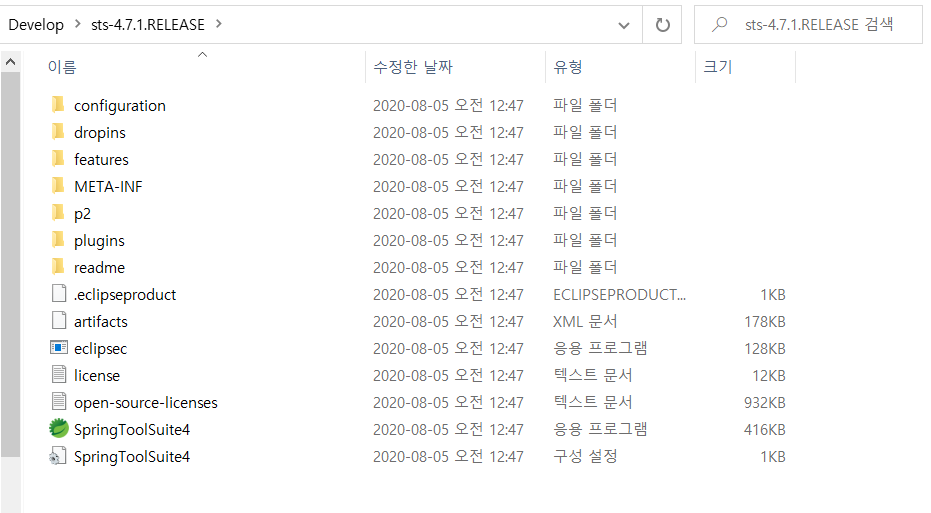 Develop > sts-4.7.1.RELEASE >
sts-4.7.1.RELEASE 검색
이름 수정한 날짜 유형 크기
configuration 2020-08-05 오전 12:47 파일 폴더
dropins 2020-08-05 오전 12:47 파일 폴더
features 2020-08-05 오전 12:47 파일 폴더
META-INF 2020-08-05 오전 12:47 파일 폴더
p2 2020-08-05 오전 12:47 파일 폴더
plugins 2020-08-05 오전 12:47 파일 폴더
readme 2020-08-05 오전 12:47 파일 폴더
.eclipseproduct 2020-08-05 오전 12:47 ECLIPSEPRODUCT... 1KB
artifacts 2020-08-05 오전 12:47 XML 문서 178KB
eclipsec 2020-08-05 오전 12:47 응용 프로그램 128KB
license 2020-08-05 오전 12:47 텍스트 문서 12KB
open-source-licenses 2020-08-05 오전 12:47 텍스트 문서 932KB
SpringToolSuite4 2020-08-05 오전 12:47 응용 프로그램 416KB
SpringToolSuite4 2020-08-05 오전 12:47 구성 설정 1KB